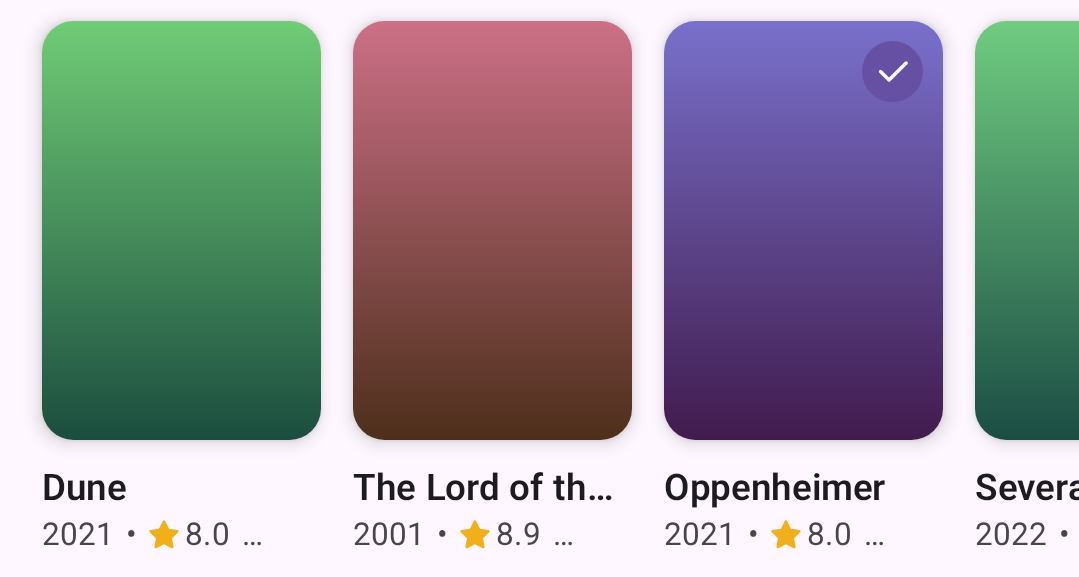 Dune
2021 • ⭐ 8.0 ...
The Lord of th...
2001 • ⭐ 8.9 ...
Oppenheimer
2021 • ⭐ 8.0 ...
Severa
2022 •